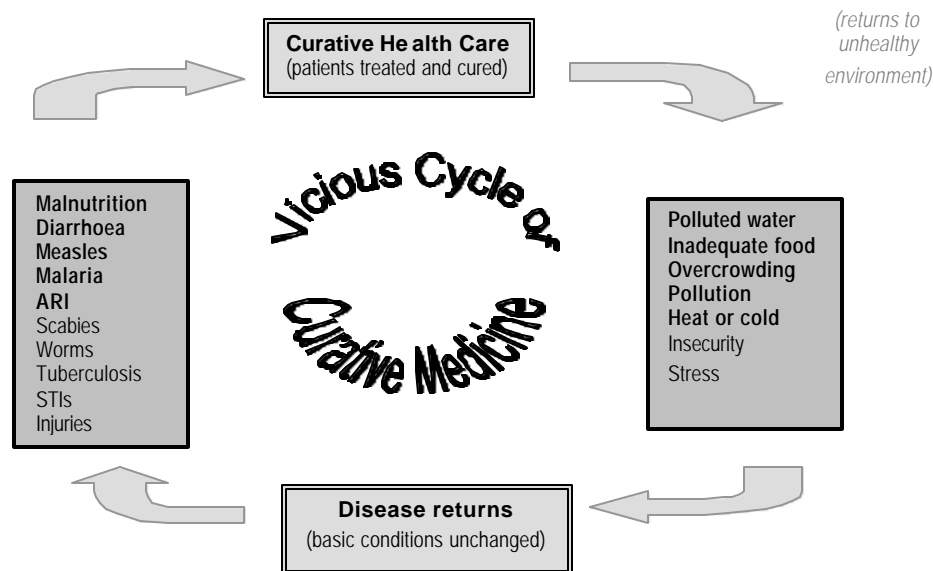 Curative He alth Care
(patients treated and cured)
(returns to
unhealthy
environment)
Vicious Cycle of
Curative Medicine
Malnutrition
Diarrhoea
Measles
Malaria
ARI
Scabies
Worms
Tuberculosis
STIs
Injuries
Polluted water
Inadequate food
Overcrowding
Pollution
Heat or cold
Insecurity
Stress
Disease returns
(basic conditions unchanged)